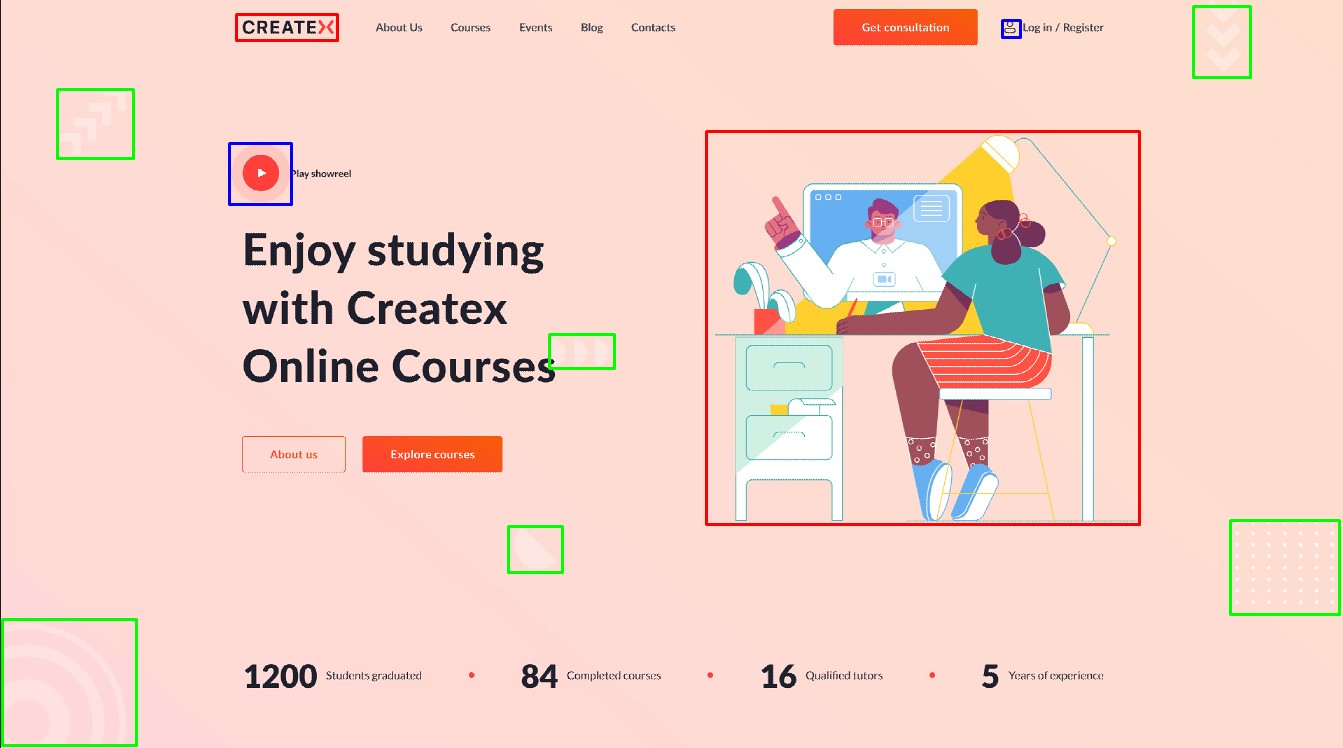 CREATEX
About Us
Courses
Events
Blog
Contacts
Get consultation
Log in / Register
Play showreel
Enjoy studying
with Createx
Online Courses
About us
Explore courses
1200 Students graduated
84 Completed courses
16 Qualified tutors
5 Years of experience